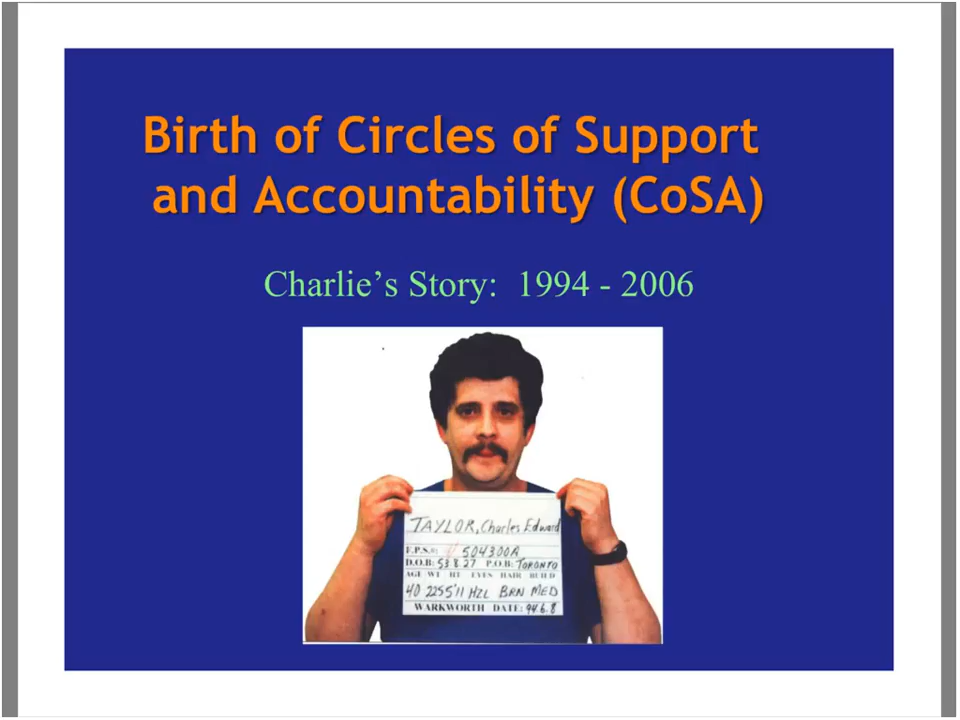 Birth of Circles of Support
and Accountability (CoSA)
Charlie’s Story: 1994 - 2006
TAYLOR, Charles Edward
F.P.S.#: 504300A
D.O.B: 53.8.27 P.O.B: TORONTO
AGE WT HT EYES HAIR BUILD
40 225 5'11 HZL BRN MED
WARKWORTH DATE: 94.6.8